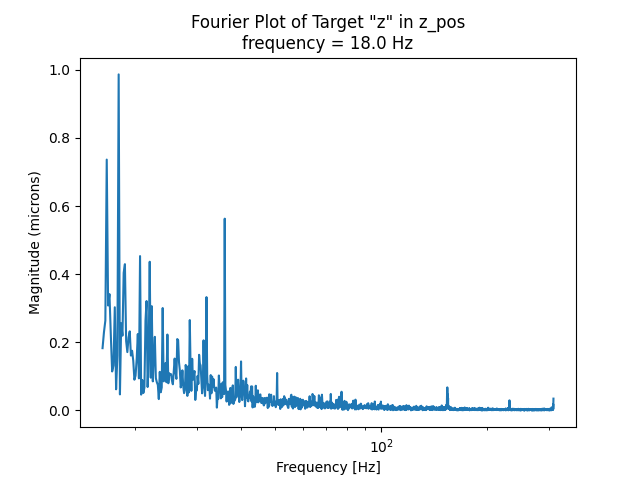 Fourier Plot of Target "z" in z_pos
frequency = 18.0 Hz
1.0
0.8
0.6
0.4
0.2
0.0
Magnitude (microns)
10²
Frequency [Hz]